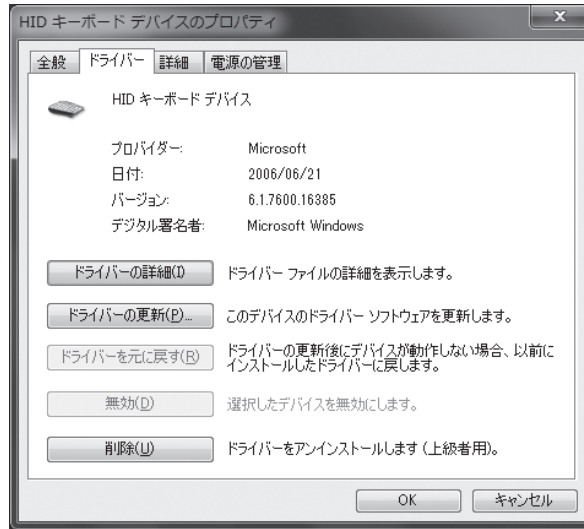 HID キーボード デバイスのプロパティ
全般 ドライバー 詳細 電源の管理
HID キーボード デバイス
プロバイダー: Microsoft
日付: 2006/06/21
バージョン: 6.1.7600.16385
デジタル署名者: Microsoft Windows
ドライバーの詳細(I) ドライバー ファイルの詳細を表示します。
ドライバーの更新(P)... このデバイスのドライバー ソフトウェアを更新します。
ドライバーを元に戻す(R) ドライバーの更新後にデバイスが動作しない場合、以前に
インストールしたドライバーに戻します。
無効(D) 選択したデバイスを無効にします。
削除(U) ドライバーをアンインストールします (上級者用)。
OK キャンセル